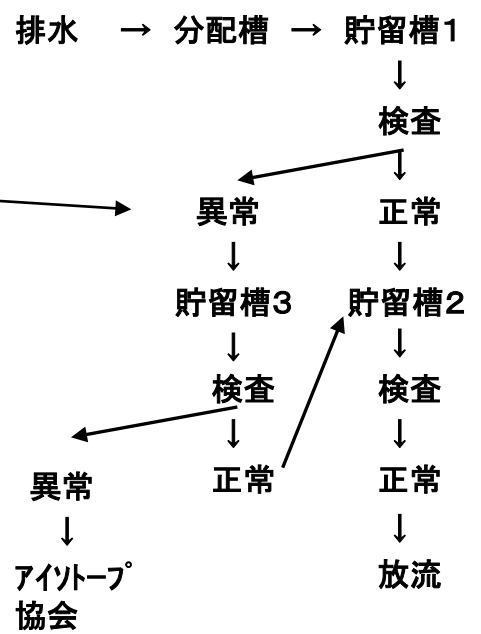 排水 → 分配槽 → 貯留槽1
↓
検査
異常 正常
↓ ↓
貯留槽3 貯留槽2
↓ ↓
検査 検査
↓ ↓
異常 正常 正常
↓ ↓
アイソトープ 放流
協会